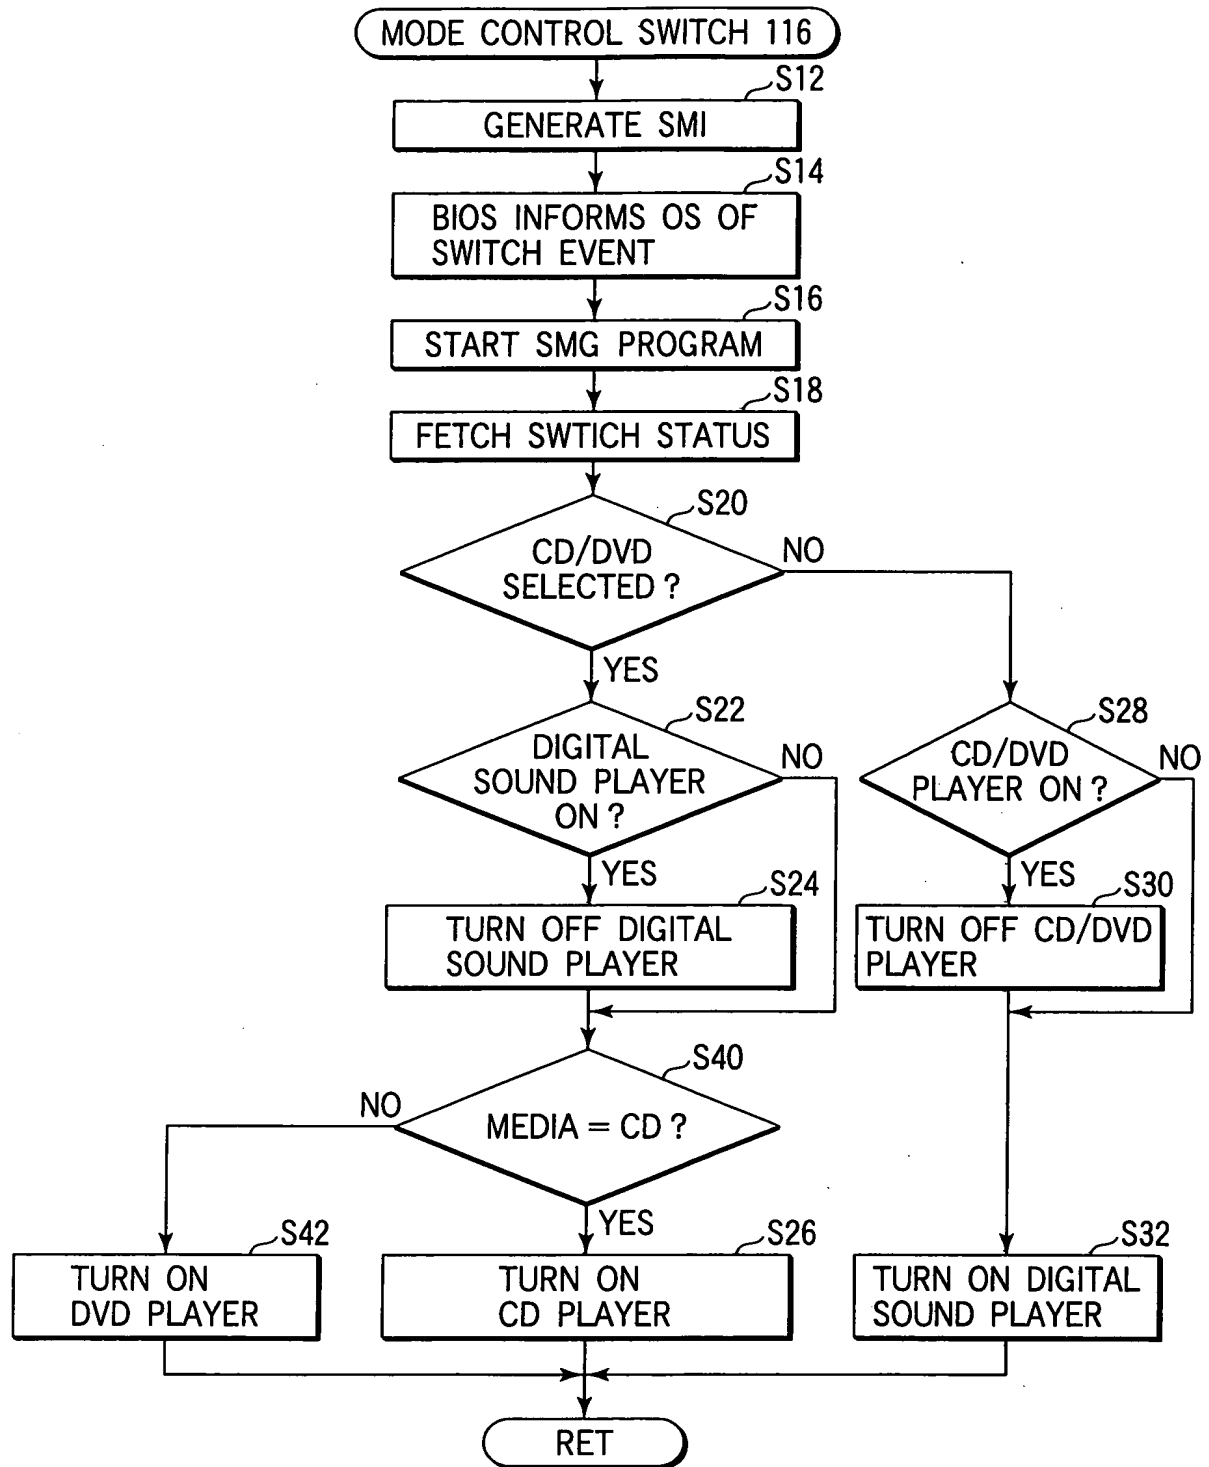 MODE CONTROL SWITCH 116
S12
GENERATE SMI
S14
BIOS INFORMS OS OF
SWITCH EVENT
S16
START SMG PROGRAM
S18
FETCH SWTICH STATUS
S20
CD/DVD
SELECTED ?
NO
YES
S22
DIGITAL
SOUND PLAYER
ON ?
NO
YES
S28
CD/DVD
PLAYER ON ?
NO
YES
S24
TURN OFF DIGITAL
SOUND PLAYER
S30
TURN OFF CD/DVD
PLAYER
S40
MEDIA = CD ?
NO
YES
S42
TURN ON
DVD PLAYER
S26
TURN ON
CD PLAYER
S32
TURN ON DIGITAL
SOUND PLAYER
RET